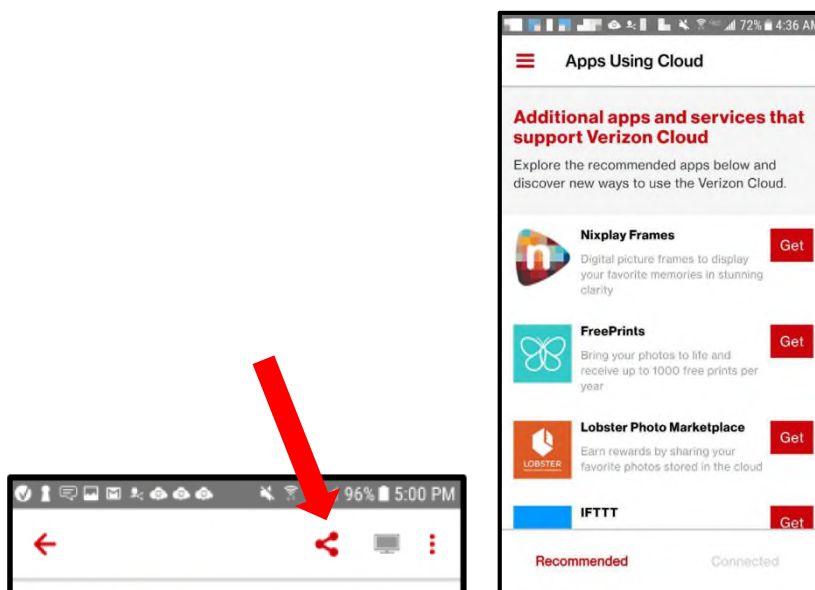 96% 5:00 PM
72% 4:36 AM
Apps Using Cloud
Additional apps and services that
support Verizon Cloud
Explore the recommended apps below and
discover new ways to use the Verizon Cloud.
Nixplay Frames
Get
Digital picture frames to display
your favorite memories in stunning
clarity
FreePrints
Get
Bring your photos to life and
receive up to 1000 free prints per
year
Lobster Photo Marketplace
Get
Earn rewards by sharing your
favorite photos stored in the cloud
LOBSTER
IFTTT
Get
Recommended
Connected